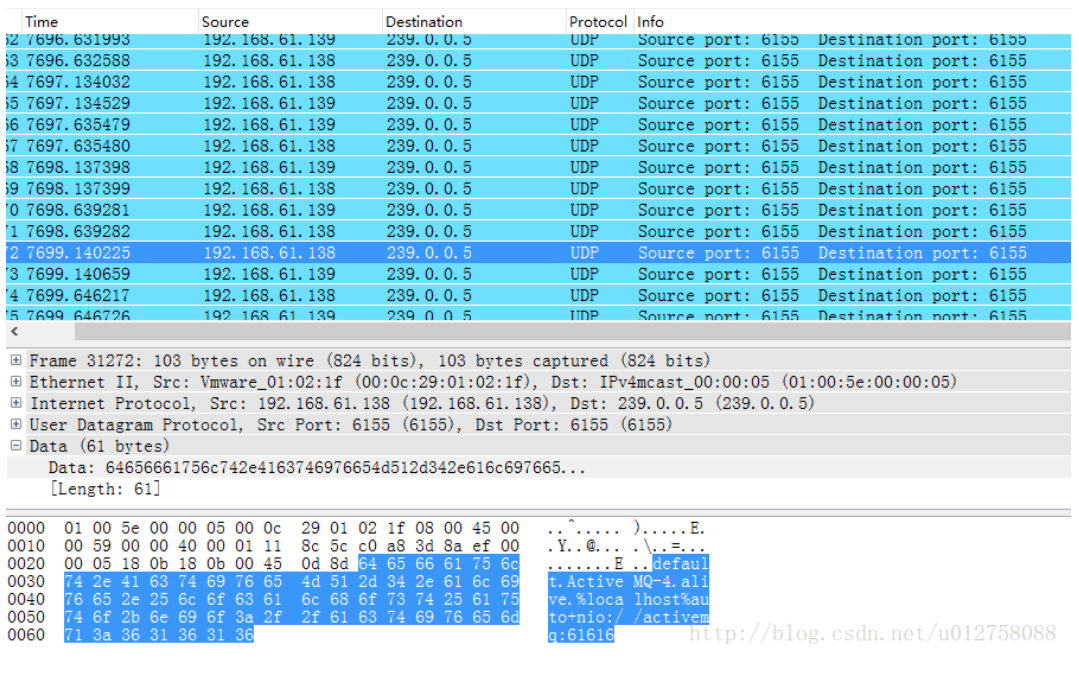 Time Source Destination Protocol Info
52 7696.631993 192.168.61.139 239.0.0.5 UDP Source port: 6155 Destination port: 6155
53 7696.632588 192.168.61.138 239.0.0.5 UDP Source port: 6155 Destination port: 6155
54 7697.134032 192.168.61.138 239.0.0.5 UDP Source port: 6155 Destination port: 6155
55 7697.134529 192.168.61.139 239.0.0.5 UDP Source port: 6155 Destination port: 6155
56 7697.635479 192.168.61.139 239.0.0.5 UDP Source port: 6155 Destination port: 6155
57 7697.635480 192.168.61.138 239.0.0.5 UDP Source port: 6155 Destination port: 6155
58 7698.137398 192.168.61.139 239.0.0.5 UDP Source port: 6155 Destination port: 6155
59 7698.137399 192.168.61.138 239.0.0.5 UDP Source port: 6155 Destination port: 6155
70 7698.639281 192.168.61.139 239.0.0.5 UDP Source port: 6155 Destination port: 6155
71 7698.639282 192.168.61.138 239.0.0.5 UDP Source port: 6155 Destination port: 6155
72 7699.140225 192.168.61.138 239.0.0.5 UDP Source port: 6155 Destination port: 6155
73 7699.140659 192.168.61.139 239.0.0.5 UDP Source port: 6155 Destination port: 6155
74 7699.646217 192.168.61.138 239.0.0.5 UDP Source port: 6155 Destination port: 6155
75 7699.646726 192.168.61.139 239.0.0.5 UDP Source port: 6155 Destination port: 6155
Frame 31272: 103 bytes on wire (824 bits), 103 bytes captured (824 bits)
Ethernet II, Src: Vmware_01:02:1f (00:0c:29:01:02:1f), Dst: IPv4mcast_00:00:05 (01:00:5e:00:00:05)
Internet Protocol, Src: 192.168.61.138 (192.168.61.138), Dst: 239.0.0.5 (239.0.0.5)
User Datagram Protocol, Src Port: 6155 (6155), Dst Port: 6155 (6155)
Data (61 bytes)
Data: 64656661756c742e4163746976654d512d342e616c697665...
[Length: 61]
0000 01 00 5e 00 00 05 00 0c 29 01 02 1f 08 00 45 00 ..^..... ).....E.
0010 00 59 00 00 40 00 01 11 8c 5c c0 a8 3d 8a ef 00 .Y..@... .\..=...
0020 00 05 18 0b 18 0b 00 45 0d 8d 64 65 66 61 75 6c .......E ..defaul
0030 74 2e 41 63 74 69 76 65 4d 51 2d 34 2e 61 6c 69 t.Active MQ-4.ali
0040 76 65 2e 25 6c 6f 63 61 6c 68 6f 73 74 25 61 75 ve.%loca lhost%au
0050 74 6f 2b 6e 69 6f 3a 2f 2f 61 63 74 69 76 65 6d to+nio:/ /activem
0060 71 3a 36 31 36 31 36 q:61616
http://blog.csdn.net/u012758088